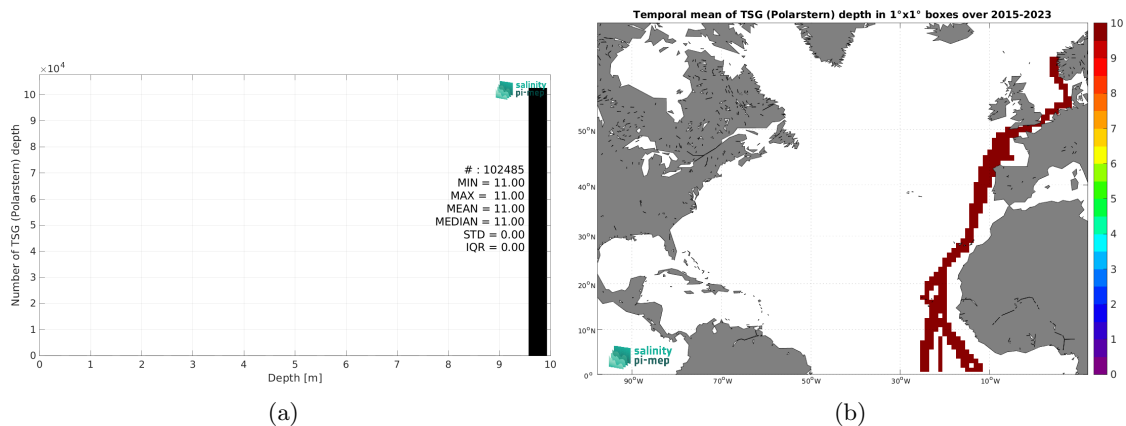 ×10⁴
10
9
8
7
6
5
4
3
2
1
0
Number of TSG (Polarstern) depth
salinity
pi-mep
# : 102485
MIN = 11.00
MAX = 11.00
MEAN = 11.00
MEDIAN = 11.00
STD = 0.00
IQR = 0.00
0 1 2 3 4 5 6 7 8 9 10
Depth [m]
(a)
Temporal mean of TSG (Polarstern) depth in 1°x1° boxes over 2015-2023
50°N
40°N
30°N
20°N
10°N
0°
salinity
pi-mep
90°W 70°W 50°W 30°W 10°W
10
9
8
7
6
5
4
3
2
1
0
(b)